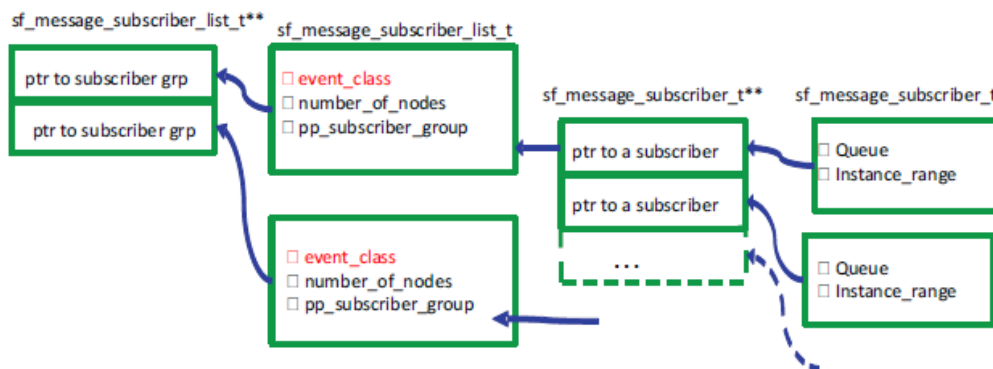 sf_message_subscriber_list_t**
ptr to subscriber grp
ptr to subscriber grp
sf_message_subscriber_list_t
□ event_class
□ number_of_nodes
□ pp_subscriber_group
□ event_class
□ number_of_nodes
□ pp_subscriber_group
sf_message_subscriber_t**
ptr to a subscriber
ptr to a subscriber
...
sf_message_subscriber_t
□ Queue
□ Instance_range
□ Queue
□ Instance_range